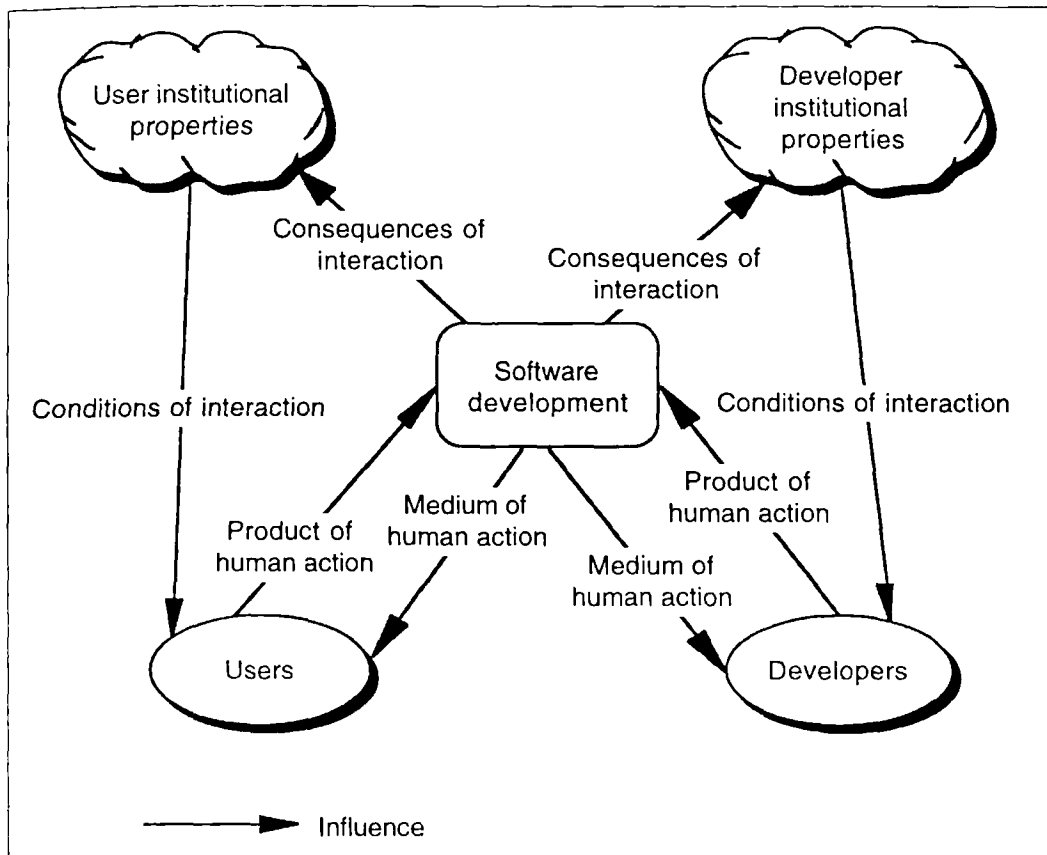 User institutional
properties
Developer
institutional
properties
Consequences of
interaction
Consequences of
interaction
Software
development
Conditions of interaction
Conditions of interaction
Product of
human action
Medium of
human action
Medium of
human action
Product of
human action
Users
Developers
Influence